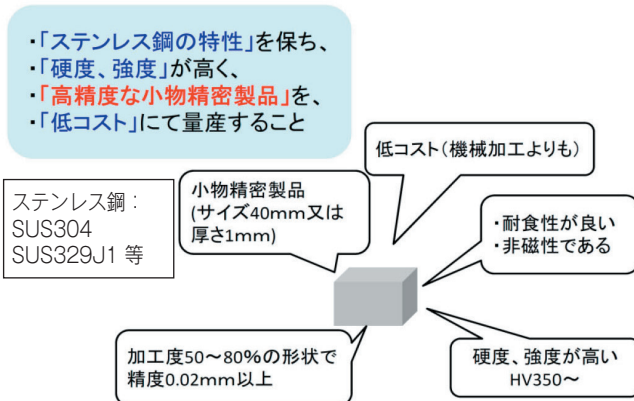 ・「ステンレス鋼の特性」を保ち、
・「硬度、強度」が高く、
・「高精度な小物精密製品」を、
・「低コスト」にて量産すること
低コスト（機械加工よりも）
小物精密製品
(サイズ40mm又は
厚さ1mm)
ステンレス鋼：
SUS304
SUS329J1 等
・耐食性が良い
・非磁性である
加工度50～80%の形状で
精度0.02mm以上
硬度、強度が高い
HV350～